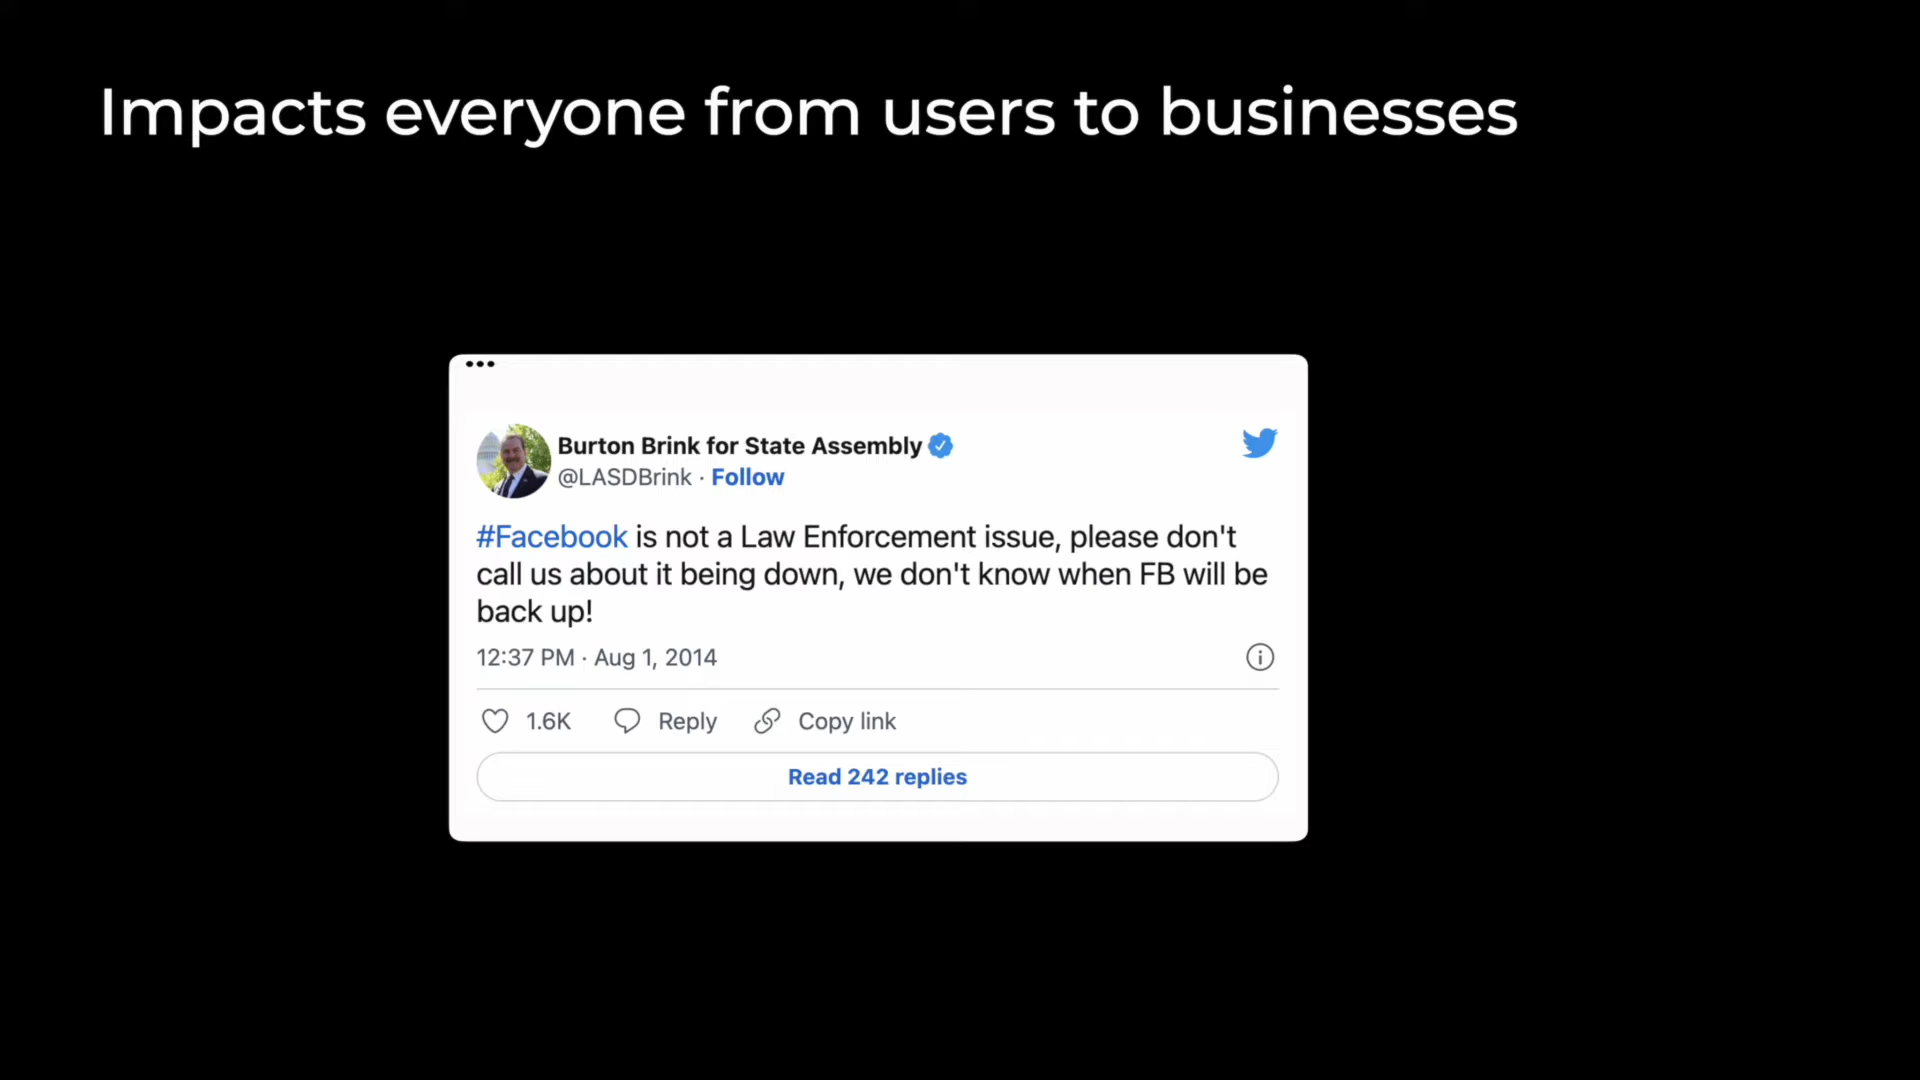 Impacts everyone from users to businesses
Burton Brink for State Assembly
@LASDBrink · Follow
#Facebook is not a Law Enforcement issue, please don't
call us about it being down, we don't know when FB will be
back up!
12:37 PM · Aug 1, 2014
1.6K Reply Copy link
Read 242 replies